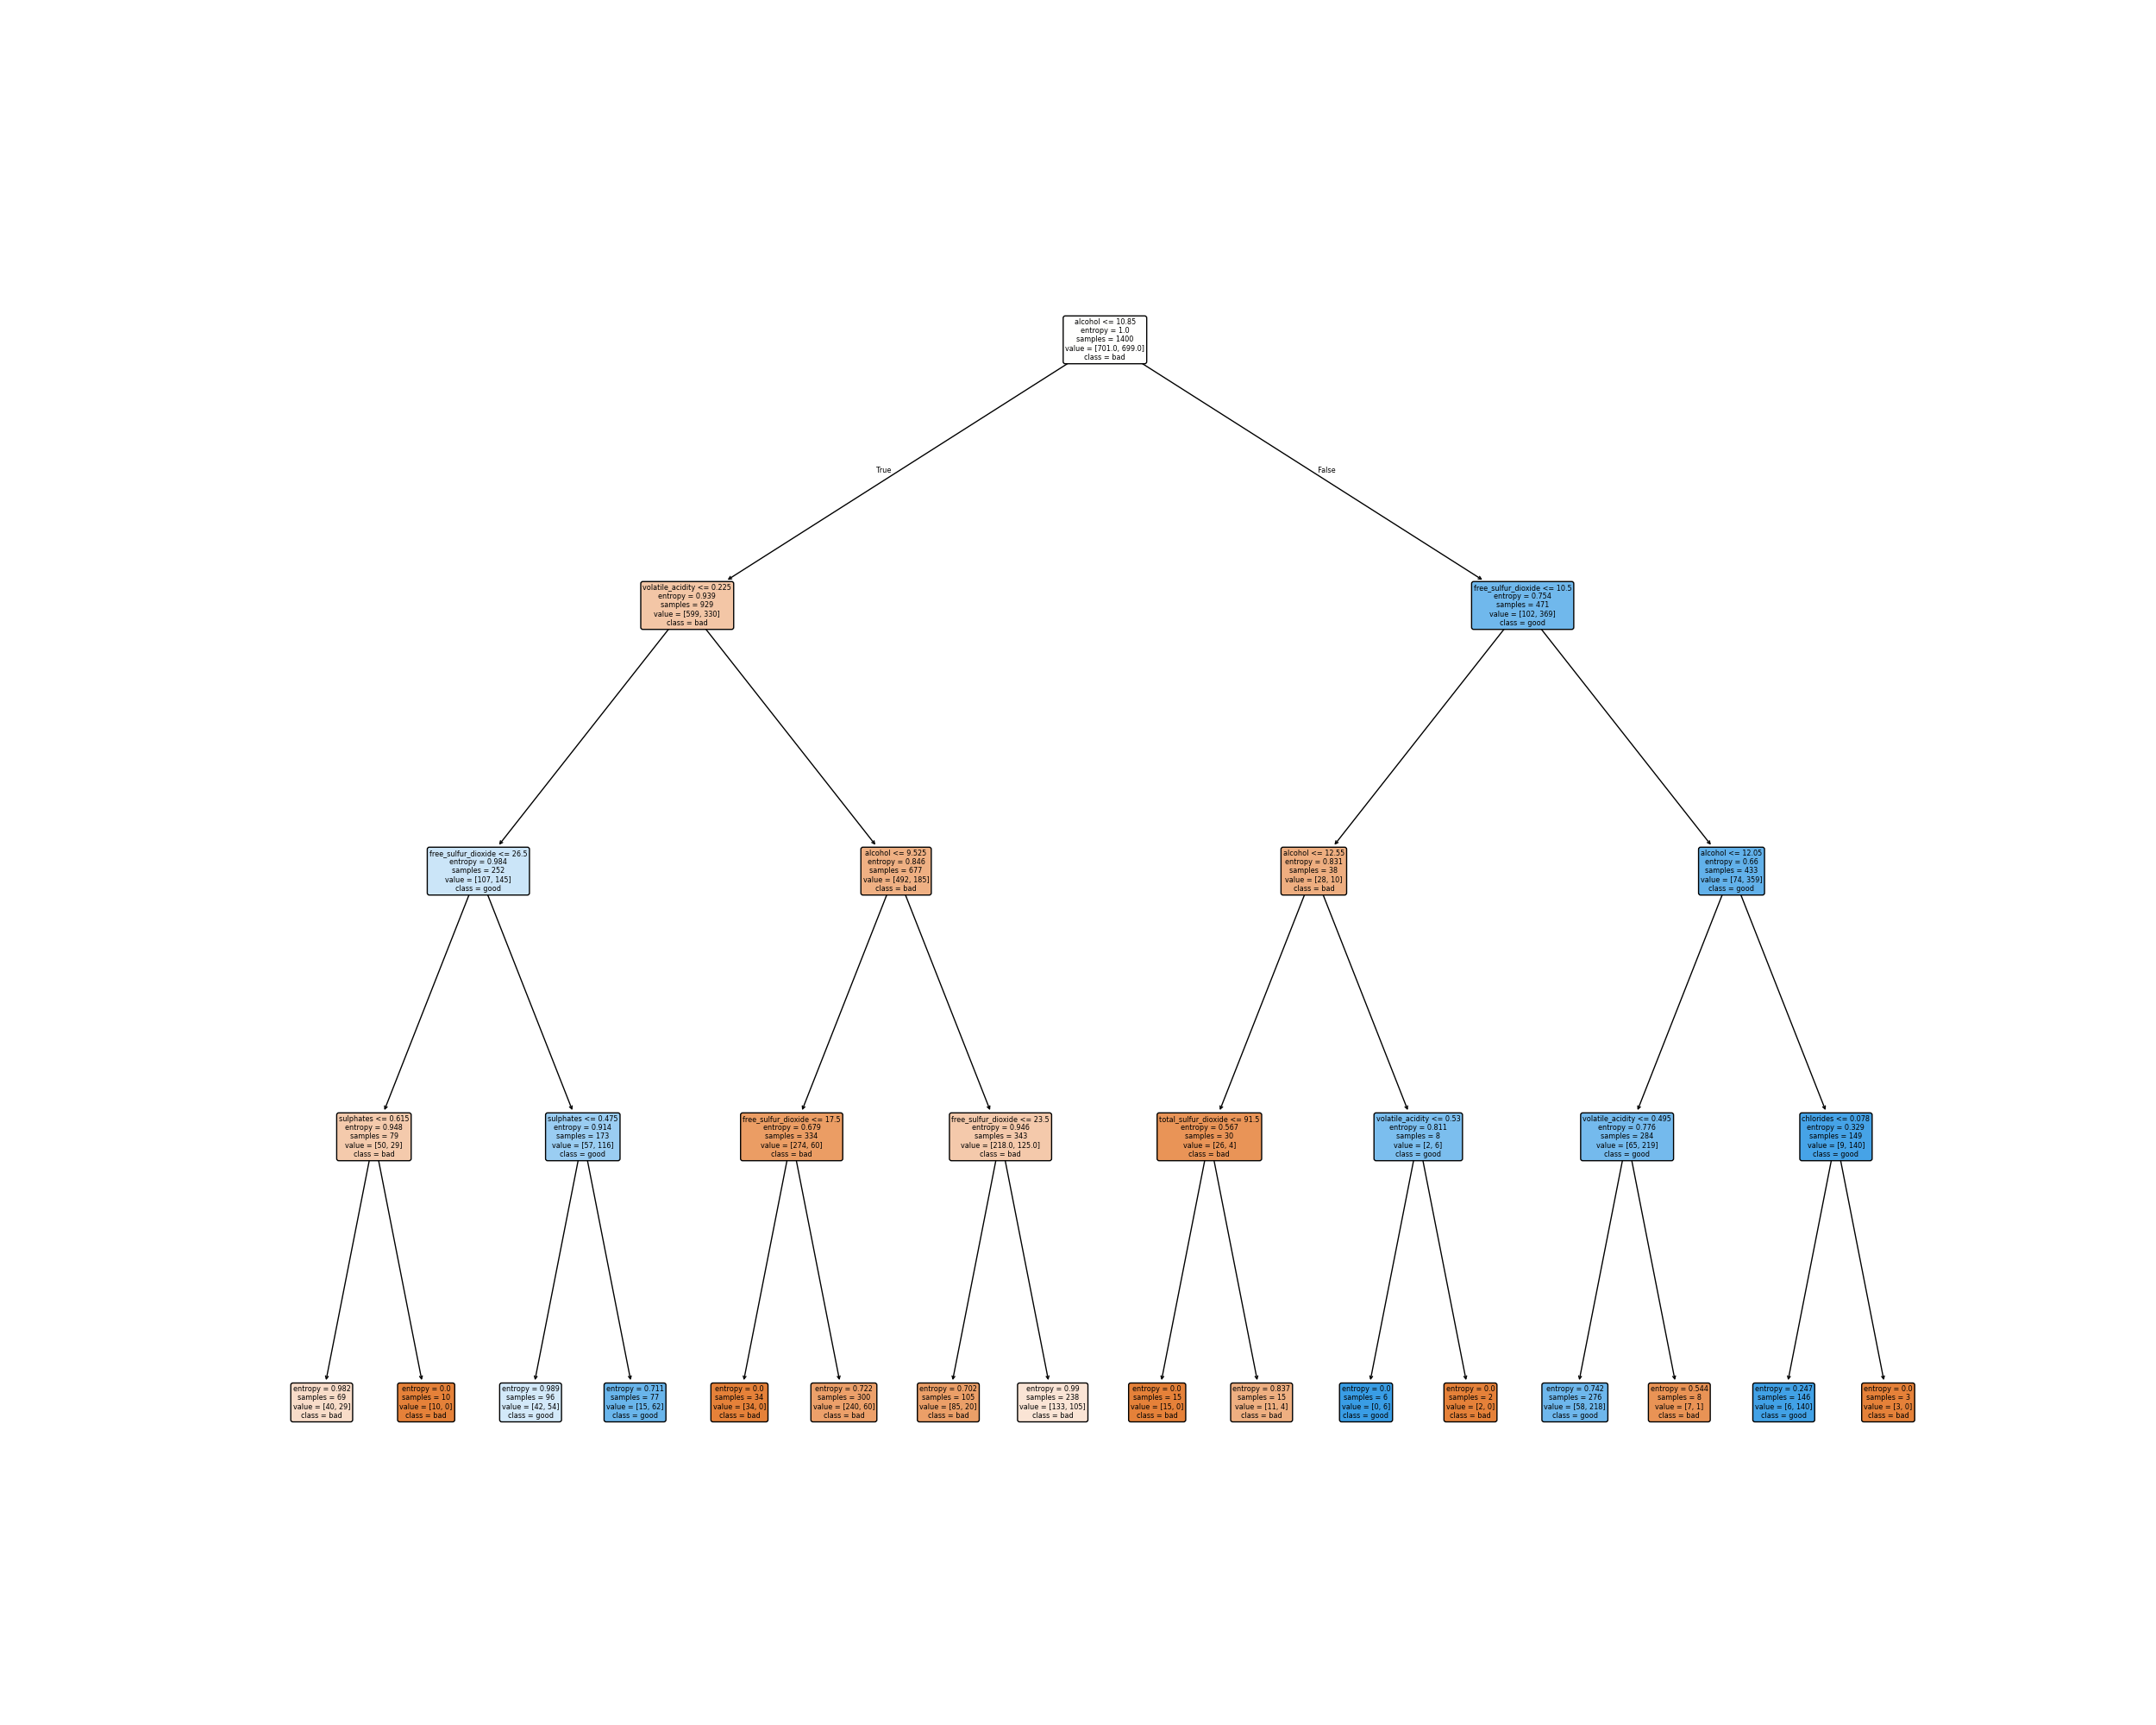 alcohol <= 10.85
entropy = 1.0
samples = 1400
value = [701.0, 699.0]
class = bad
True
False
volatile_acidity <= 0.225
entropy = 0.939
samples = 929
value = [599, 330]
class = bad
free_sulfur_dioxide <= 10.5
entropy = 0.754
samples = 471
value = [102, 369]
class = good
free_sulfur_dioxide <= 26.5
entropy = 0.984
samples = 252
value = [107, 145]
class = good
alcohol <= 9.525
entropy = 0.846
samples = 677
value = [492, 185]
class = bad
alcohol <= 12.55
entropy = 0.831
samples = 38
value = [28, 10]
class = bad
alcohol <= 12.05
entropy = 0.66
samples = 433
value = [74, 359]
class = good
sulphates <= 0.615
entropy = 0.948
samples = 79
value = [50, 29]
class = bad
sulphates <= 0.475
entropy = 0.914
samples = 173
value = [57, 116]
class = good
free_sulfur_dioxide <= 17.5
entropy = 0.679
samples = 334
value = [274, 60]
class = bad
free_sulfur_dioxide <= 23.5
entropy = 0.946
samples = 343
value = [218.0, 125.0]
class = bad
total_sulfur_dioxide <= 91.5
entropy = 0.567
samples = 30
value = [26, 4]
class = bad
volatile_acidity <= 0.53
entropy = 0.811
samples = 8
value = [2, 6]
class = good
volatile_acidity <= 0.495
entropy = 0.776
samples = 284
value = [65, 219]
class = good
chlorides <= 0.078
entropy = 0.329
samples = 149
value = [9, 140]
class = good
entropy = 0.982
samples = 69
value = [40, 29]
class = bad
entropy = 0.0
samples = 10
value = [10, 0]
class = bad
entropy = 0.989
samples = 96
value = [42, 54]
class = good
entropy = 0.711
samples = 77
value = [15, 62]
class = good
entropy = 0.0
samples = 34
value = [34, 0]
class = bad
entropy = 0.722
samples = 300
value = [240, 60]
class = bad
entropy = 0.702
samples = 105
value = [85, 20]
class = bad
entropy = 0.99
samples = 238
value = [133, 105]
class = bad
entropy = 0.0
samples = 15
value = [15, 0]
class = bad
entropy = 0.837
samples = 15
value = [11, 4]
class = bad
entropy = 0.0
samples = 6
value = [0, 6]
class = good
entropy = 0.0
samples = 2
value = [2, 0]
class = bad
entropy = 0.742
samples = 276
value = [58, 218]
class = good
entropy = 0.544
samples = 8
value = [7, 1]
class = bad
entropy = 0.247
samples = 146
value = [6, 140]
class = good
entropy = 0.0
samples = 3
value = [3, 0]
class = bad